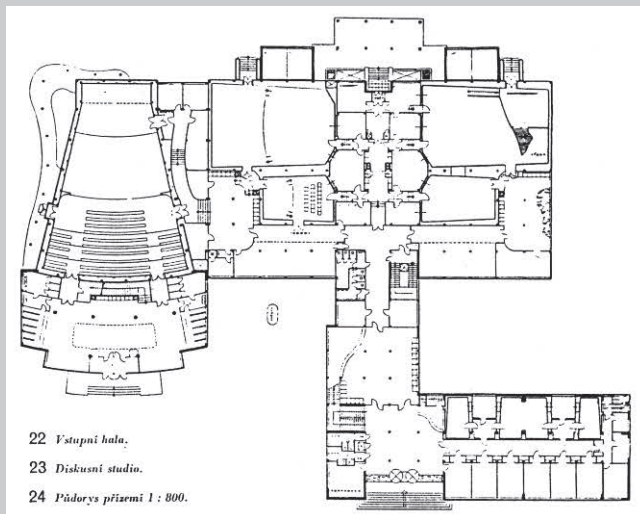 22 Vstupní hala.
23 Diskusní studio.
24 Půdorys přízemí 1 : 800.